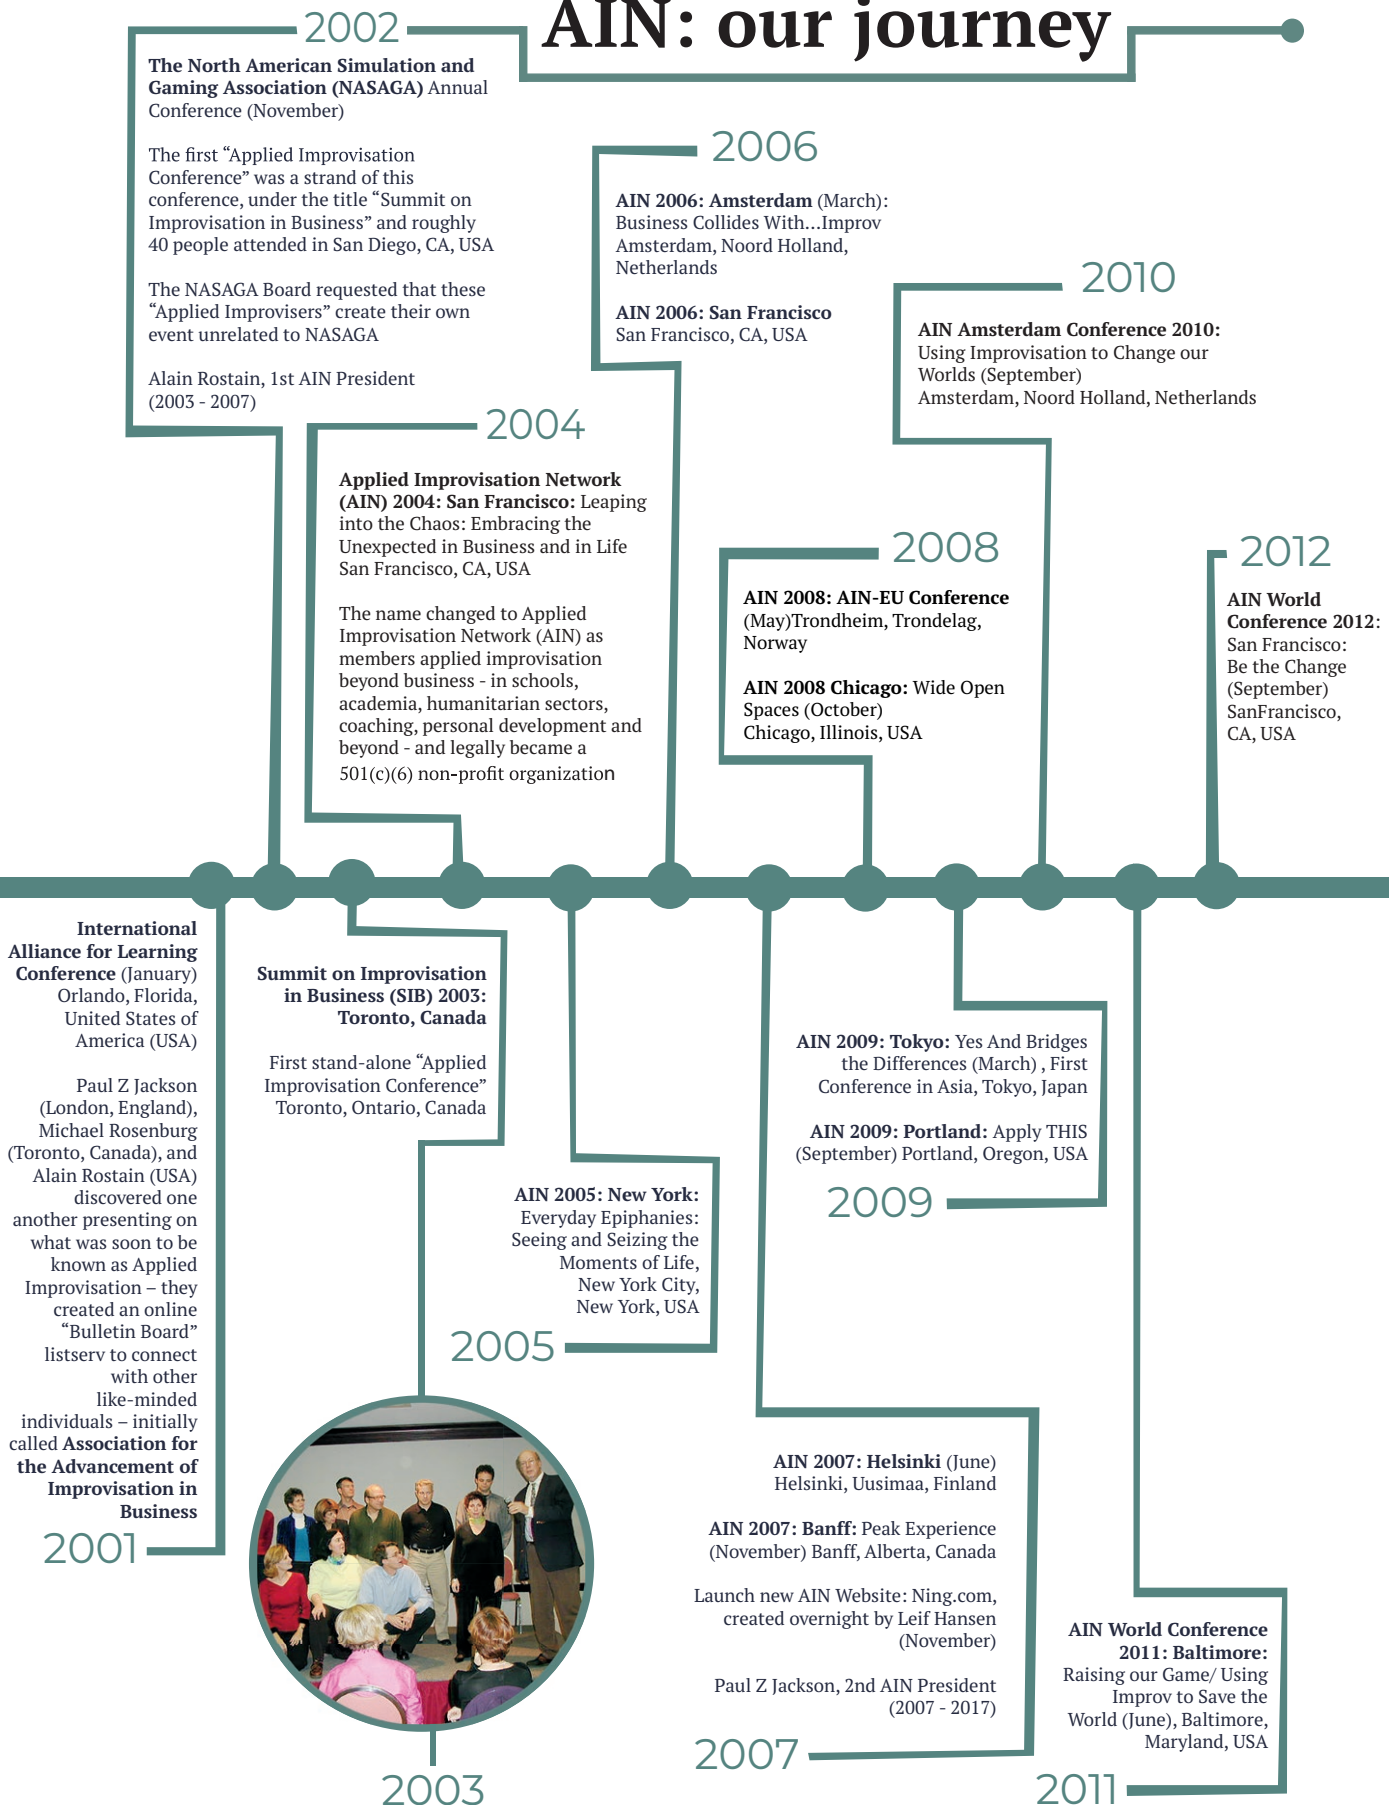 AIN: our journey
2002
The North American Simulation and
Gaming Association (NASAGA) Annual
Conference (November)
The first “Applied Improvisation
Conference” was a strand of this
conference, under the title “Summit on
Improvisation in Business” and roughly
40 people attended in San Diego, CA, USA
The NASAGA Board requested that these
“Applied Improvisers” create their own
event unrelated to NASAGA
Alain Rostain, 1st AIN President
(2003 - 2007)
2004
Applied Improvisation Network
(AIN) 2004: San Francisco: Leaping
into the Chaos: Embracing the
Unexpected in Business and in Life
San Francisco, CA, USA
The name changed to Applied
Improvisation Network (AIN) as
members applied improvisation
beyond business - in schools,
academia, humanitarian sectors,
coaching, personal development and
beyond - and legally became a
501(c)(6) non-profit organization
2006
AIN 2006: Amsterdam (March):
Business Collides With...Improv
Amsterdam, Noord Holland,
Netherlands
AIN 2006: San Francisco
San Francisco, CA, USA
2008
AIN 2008: AIN-EU Conference
(May)Trondheim, Trondelag,
Norway
AIN 2008 Chicago: Wide Open
Spaces (October)
Chicago, Illinois, USA
2010
AIN Amsterdam Conference 2010:
Using Improvisation to Change our
Worlds (September)
Amsterdam, Noord Holland, Netherlands
2012
AIN World
Conference 2012:
San Francisco:
Be the Change
(September)
SanFrancisco,
CA, USA
International
Alliance for Learning
Conference (January)
Orlando, Florida,
United States of
America (USA)
Paul Z Jackson
(London, England),
Michael Rosenburg
(Toronto, Canada), and
Alain Rostain (USA)
discovered one
another presenting on
what was soon to be
known as Applied
Improvisation – they
created an online
“Bulletin Board”
listserv to connect
with other
like-minded
individuals – initially
called Association for
the Advancement of
Improvisation in
Business
2001
Summit on Improvisation
in Business (SIB) 2003:
Toronto, Canada
First stand-alone “Applied
Improvisation Conference”
Toronto, Ontario, Canada
2003
AIN 2005: New York:
Everyday Epiphanies:
Seeing and Seizing the
Moments of Life,
New York City,
New York, USA
2005
AIN 2007: Helsinki (June)
Helsinki, Uusimaa, Finland
AIN 2007: Banff: Peak Experience
(November) Banff, Alberta, Canada
Launch new AIN Website: Ning.com,
created overnight by Leif Hansen
(November)
Paul Z Jackson, 2nd AIN President
(2007 - 2017)
2007
AIN 2009: Tokyo: Yes And Bridges
the Differences (March) , First
Conference in Asia, Tokyo, Japan
AIN 2009: Portland: Apply THIS
(September) Portland, Oregon, USA
2009
AIN World Conference
2011: Baltimore:
Raising our Game/ Using
Improv to Save the
World (June), Baltimore,
Maryland, USA
2011